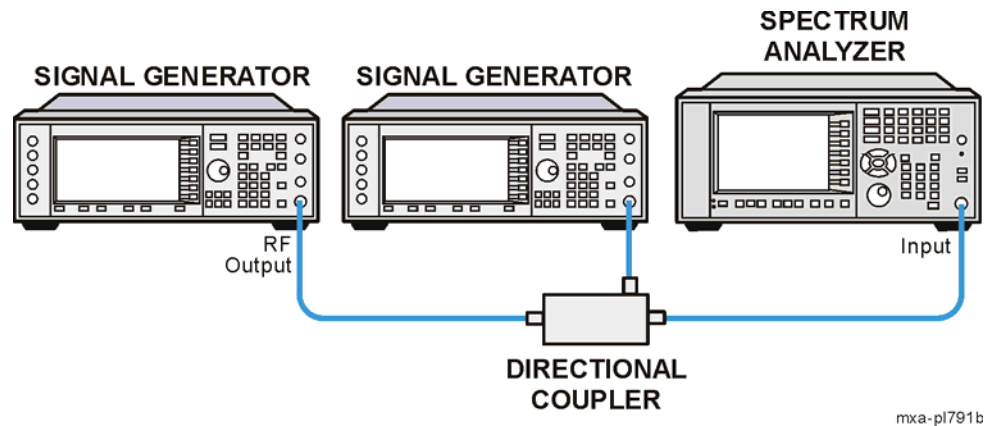 SPECTRUM
ANALYZER
SIGNAL GENERATOR
SIGNAL GENERATOR
RF
Output
Input
DIRECTIONAL
COUPLER
mxa-pl791b